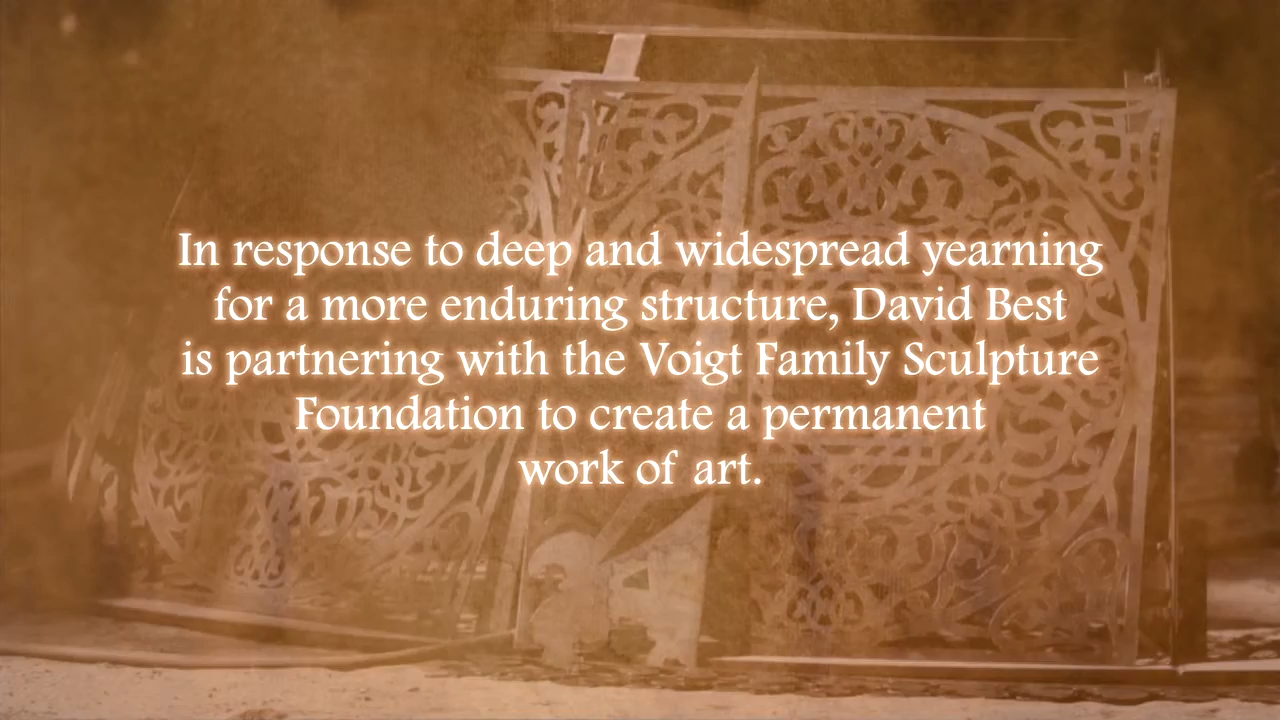 In response to deep and widespread yearning
for a more enduring structure, David Best
is partnering with the Voigt Family Sculpture
Foundation to create a permanent
work of art.